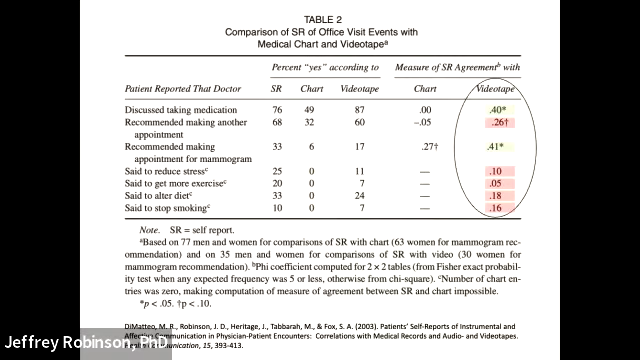 TABLE 2
Comparison of SR of Office Visit Events with
Medical Chart and Videotapeᵃ
Percent “yes” according to Measure of SR Agreementᵇ with
Patient Reported That Doctor SR Chart Videotape Chart Videotape
Discussed taking medication 76 49 87 .00 .40*
Recommended making another 68 32 60 –.05 .26†
appointment
Recommended making 33 6 17 .27† .41*
appointment for mammogram
Said to reduce stressᶜ 25 0 11 — .10
Said to get more exerciseᶜ 20 0 7 — .05
Said to alter dietᶜ 33 0 24 — .18
Said to stop smokingᶜ 10 0 7 — .16
Note. SR = self report.
ᵃBased on 77 men and women for comparisons of SR with chart (63 women for mammogram rec-
ommendation) and on 35 men and women for comparisons of SR with video (30 women for
mammogram recommendation). ᵇPhi coefficient computed for 2 × 2 tables (from Fisher exact probabil-
ity test when any expected frequency was 5 or less, otherwise from chi-square). ᶜNumber of chart en-
tries was zero, making computation of measure of agreement between SR and chart impossible.
*p < .05. †p < .10.
DiMatteo, M. R., Robinson, J. D., Heritage, J., Tabbarah, M., & Fox, S. A. (2003). Patients’ Self-Reports of Instrumental and
Communication in Physician-Patient Encounters: Correlations with Medical Records and Audio- and Videotapes.
15, 393-413.
Jeffrey Robinson, PhD